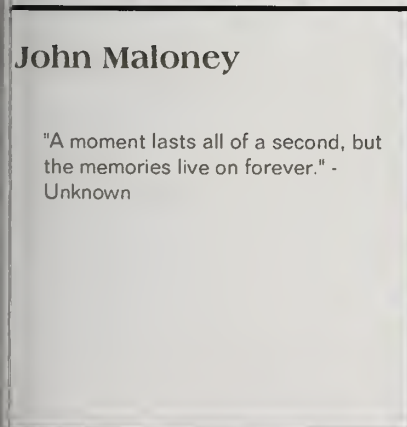 John Maloney
"A moment lasts all of a second, but
the memories live on forever." -
Unknown